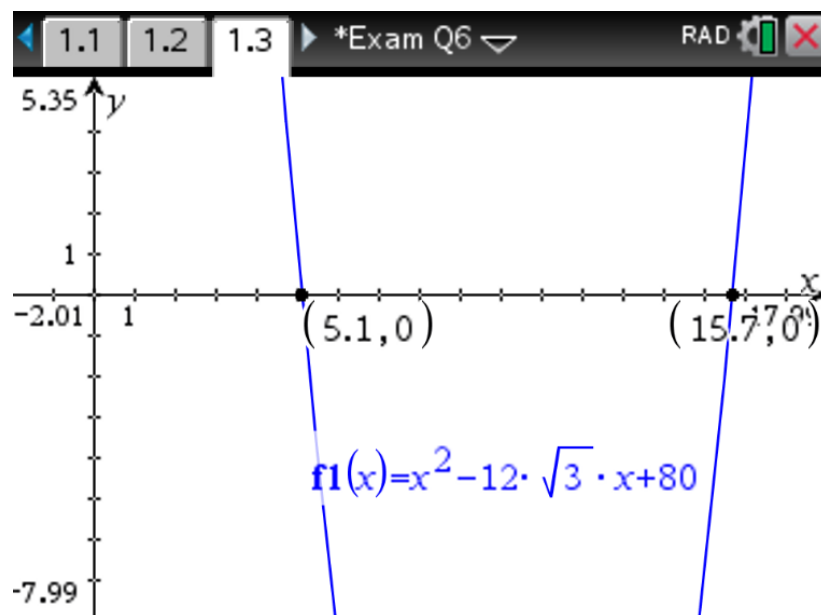 1.1 1.2 1.3 *Exam Q6 RAD
5.35 y
1
x
-2.01 1
(5.1,0) (15.7,0)
f1(x)=x²-12·√3·x+80
-7.99